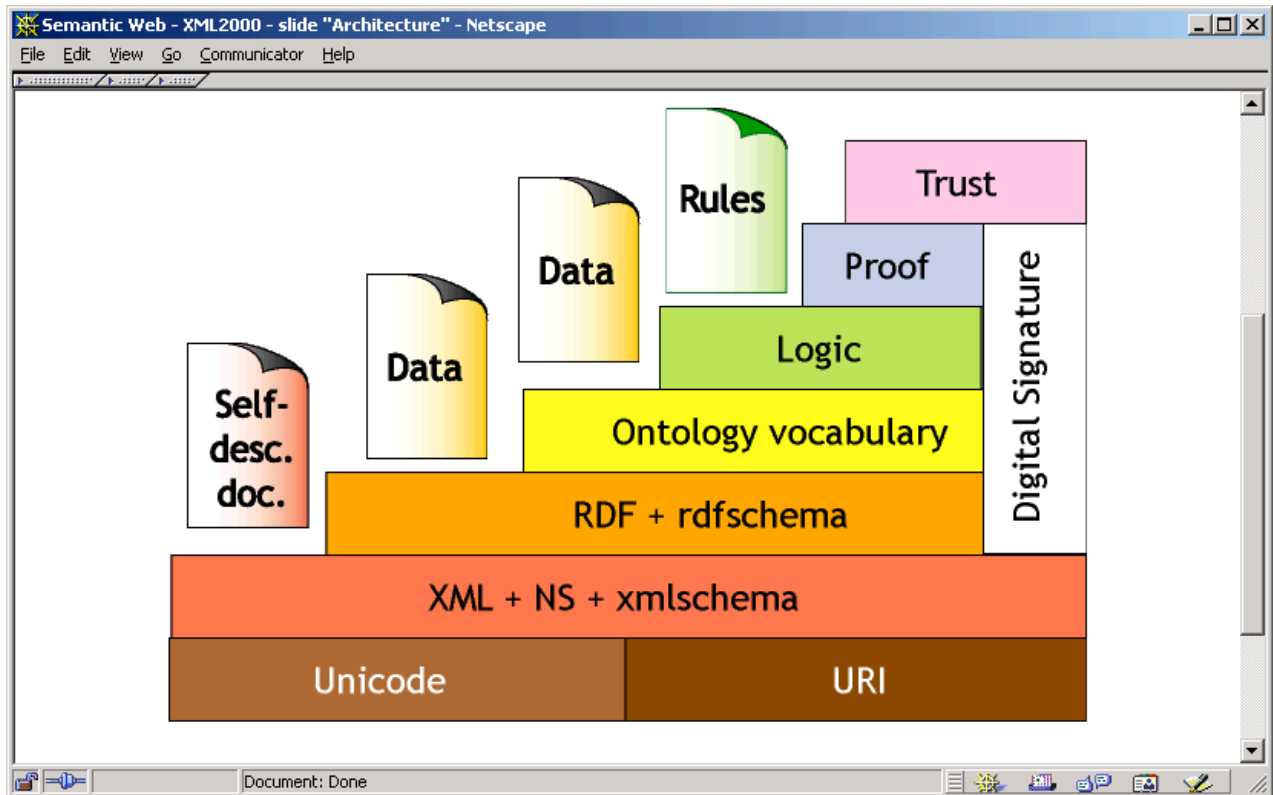 Semantic Web - XML2000 - slide "Architecture" - Netscape
File Edit View Go Communicator Help
Rules
Trust
Data
Proof
Data
Logic
Self-
desc.
doc.
Ontology vocabulary
Digital Signature
RDF + rdfschema
XML + NS + xmlschema
Unicode
URI
Document: Done